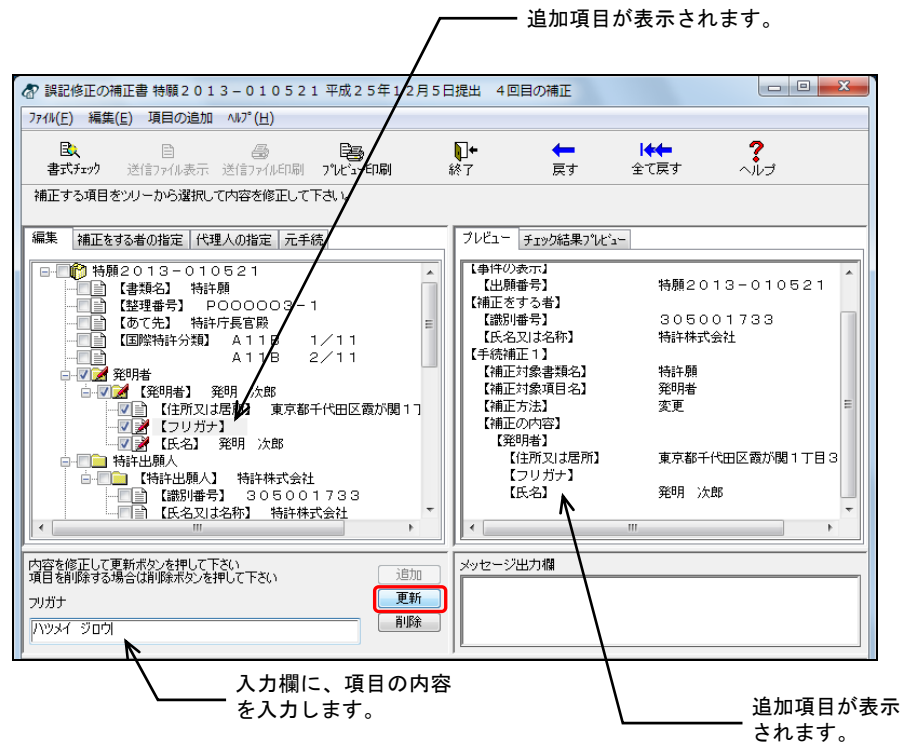 追加項目が表示されます。
誤記修正の補正書 特願２０１３－０１０５２１ 平成２５年１２月５日提出　４回目の補正
ﾌｧｲﾙ(F) 編集(E) 項目の追加 ﾍﾙﾌﾟ(H)
書式ﾁｪｯｸ 送信ﾌｧｲﾙ表示 送信ﾌｧｲﾙ印刷 ﾌﾟﾚﾋﾞｭｰ印刷 終了 戻す 全て戻す ヘルプ
補正する項目をツリーから選択して内容を修正して下さい。
編集 補正をする者の指定 代理人の指定 元手続
特願２０１３－０１０５２１
【書類名】 特許願
【整理番号】 Ｐ００００００３－１
【あて先】 特許庁長官殿
【国際特許分類】 Ａ１１Ｂ １／１１
Ａ１１Ｂ ２／１１
発明者
【発明者】 発明 次郎
【住所又は居所】 東京都千代田区霞が関１丁
【フリガナ】
【氏名】 発明 次郎
特許出願人
【特許出願人】 特許株式会社
【識別番号】 ３０５００１７３３
【氏名又は名称】 特許株式会社
プレビュー ﾁｪｯｸ結果ﾌﾟﾚﾋﾞｭｰ
【事件の表示】
【出願番号】 特願２０１３－０１０５２１
【補正をする者】
【識別番号】 ３０５００１７３３
【氏名又は名称】 特許株式会社
【手続補正１】
【補正対象書類名】 特許願
【補正対象項目名】 発明者
【補正方法】 変更
【補正の内容】
【発明者】
【住所又は居所】 東京都千代田区霞が関１丁目３
【フリガナ】
【氏名】 発明 次郎
内容を修正して更新ボタンを押して下さい
項目を削除する場合は削除ボタンを押して下さい
フリガナ
ハツメイ ジロウ
追加
更新
削除
メッセージ出力欄
入力欄に、項目の内容
を入力します。
追加項目が表示
されます。